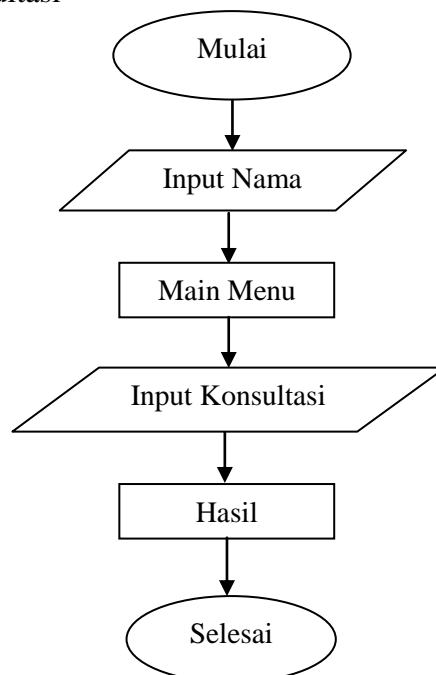 Mulai
Input Nama
Main Menu
Input Konsultasi
Hasil
Selesai